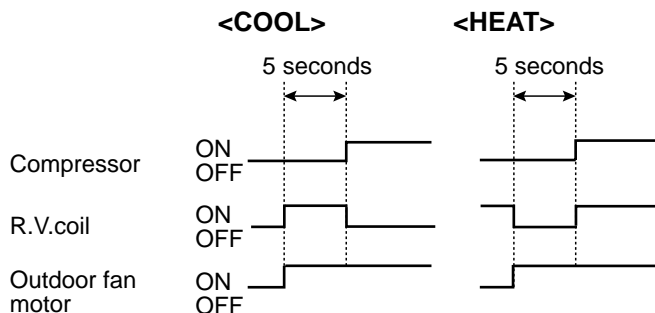 <COOL> <HEAT>
5 seconds 5 seconds
Compressor ON
OFF
R.V.coil ON
OFF
Outdoor fan motor ON
OFF